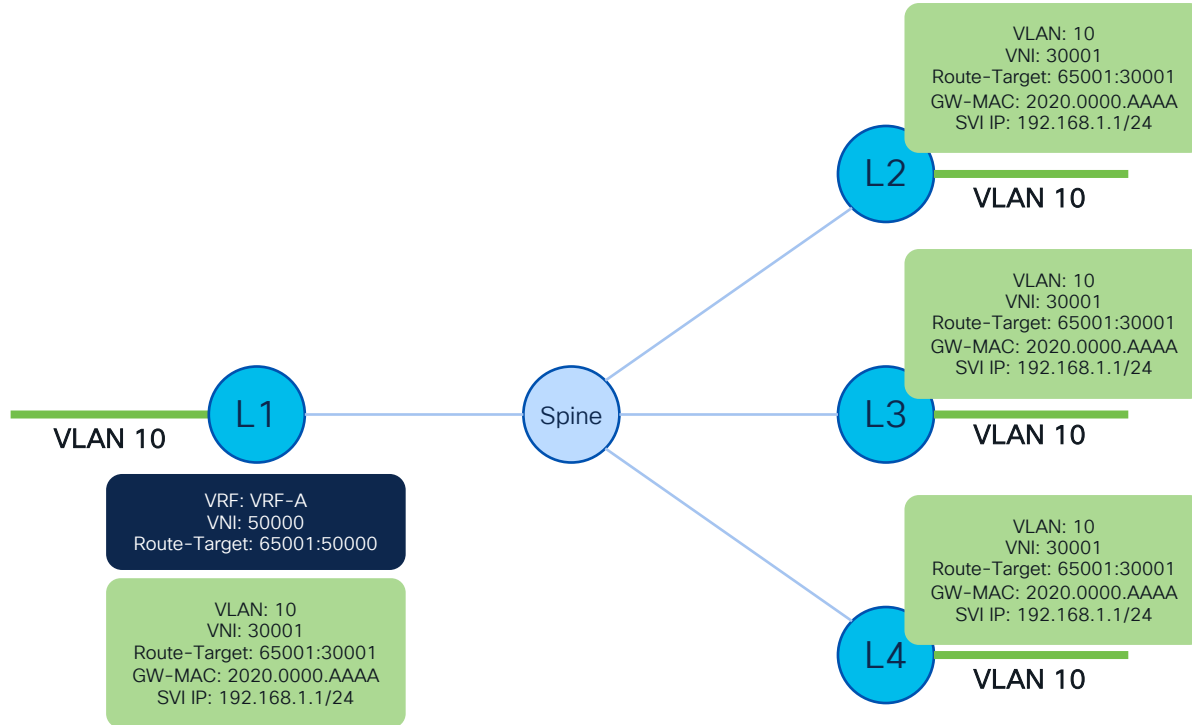 VLAN: 10
VNI: 30001
Route-Target: 65001:30001
GW-MAC: 2020.0000.AAAA
SVI IP: 192.168.1.1/24
L2
VLAN 10
VLAN: 10
VNI: 30001
Route-Target: 65001:30001
GW-MAC: 2020.0000.AAAA
SVI IP: 192.168.1.1/24
L1
Spine
L3
VLAN 10
VLAN 10
VRF: VRF-A
VNI: 50000
Route-Target: 65001:50000
VLAN: 10
VNI: 30001
Route-Target: 65001:30001
GW-MAC: 2020.0000.AAAA
SVI IP: 192.168.1.1/24
VLAN: 10
VNI: 30001
Route-Target: 65001:30001
GW-MAC: 2020.0000.AAAA
SVI IP: 192.168.1.1/24
L4
VLAN 10